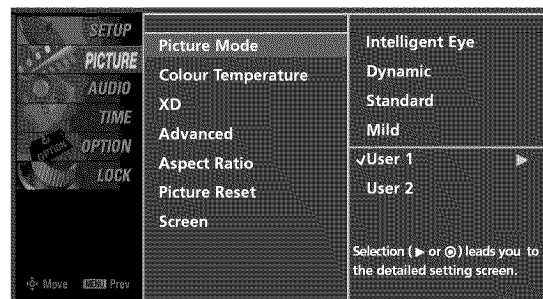 SETUP
PICTURE
AUDIO
TIME
OPTION
LOCK
Move MENU Prev
Picture Mode
Colour Temperature
XD
Advanced
Aspect Ratio
Picture Reset
Screen
Intelligent Eye
Dynamic
Standard
Mild
✓User 1 ▶
User 2
Selection (▶ or ◉) leads you to
the detailed setting screen.